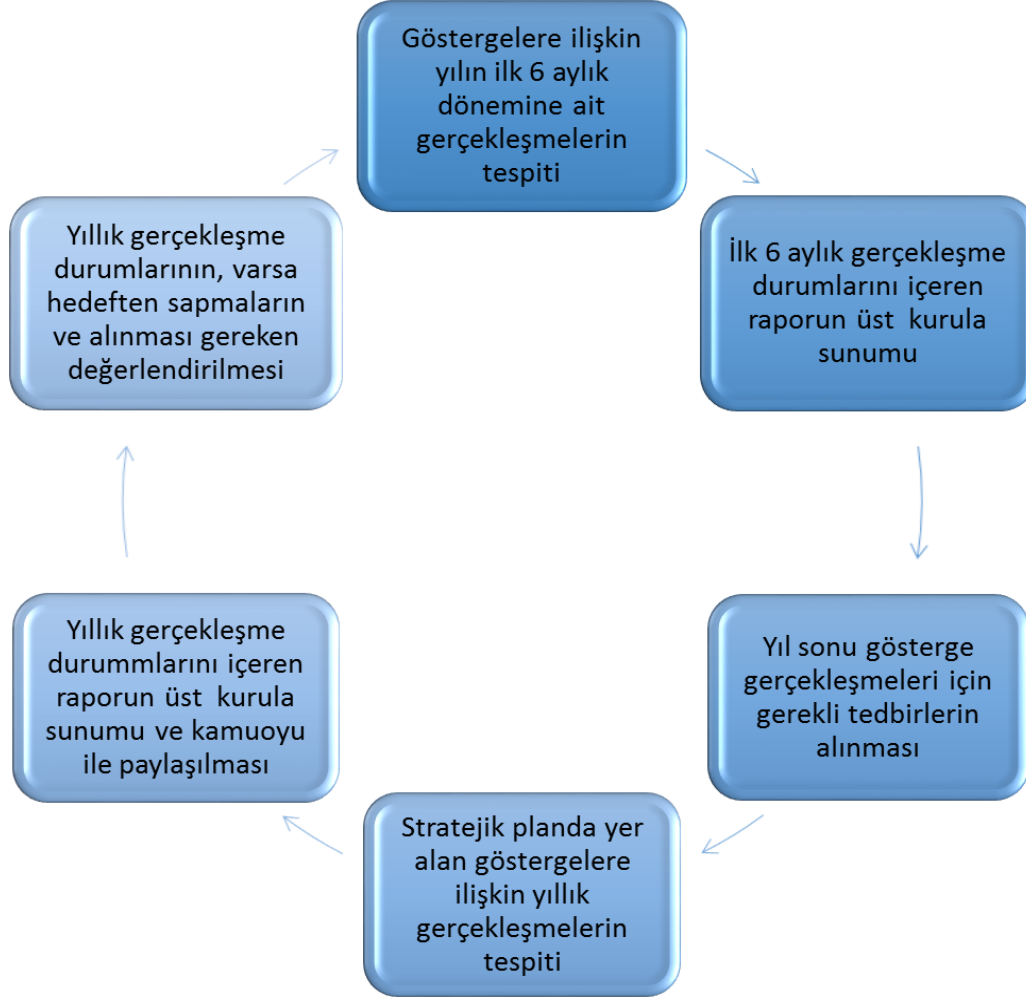 Göstergelere ilişkin
yılın ilk 6 aylık
dönemine ait
gerçekleşmelerin
tespiti
İlk 6 aylık gerçekleşme
durumlarını içeren
raporun üst kurula
sunumu
Yıl sonu gösterge
gerçekleşmeleri için
gerekli tedbirlerin
alınması
Stratejik planda yer
alan göstergelere
ilişkin yıllık
gerçekleşmelerin
tespiti
Yıllık gerçekleşme
durummlarını içeren
raporun üst kurula
sunumu ve kamuoyu
ile paylaşılması
Yıllık gerçekleşme
durumlarının, varsa
hedeften sapmaların
ve alınması gereken
değerlendirilmesi